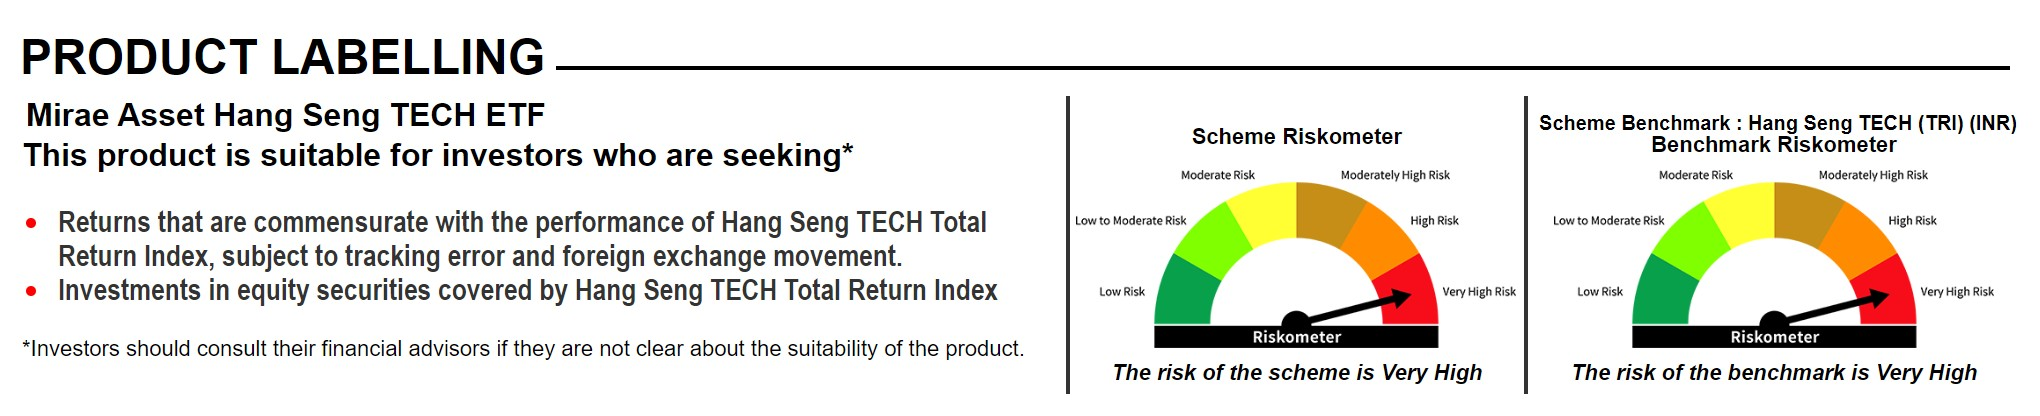 PRODUCT LABELLING
Mirae Asset Hang Seng TECH ETF
This product is suitable for investors who are seeking*
• Returns that are commensurate with the performance of Hang Seng TECH Total
Return Index, subject to tracking error and foreign exchange movement.
• Investments in equity securities covered by Hang Seng TECH Total Return Index
*Investors should consult their financial advisors if they are not clear about the suitability of the product.
Scheme Riskometer
Moderate Risk
Moderately High Risk
Low to Moderate Risk
High Risk
Low Risk
Very High Risk
Riskometer
The risk of the scheme is Very High
Scheme Benchmark : Hang Seng TECH (TRI) (INR)
Benchmark Riskometer
Moderate Risk
Moderately High Risk
Low to Moderate Risk
High Risk
Low Risk
Very High Risk
Riskometer
The risk of the benchmark is Very High